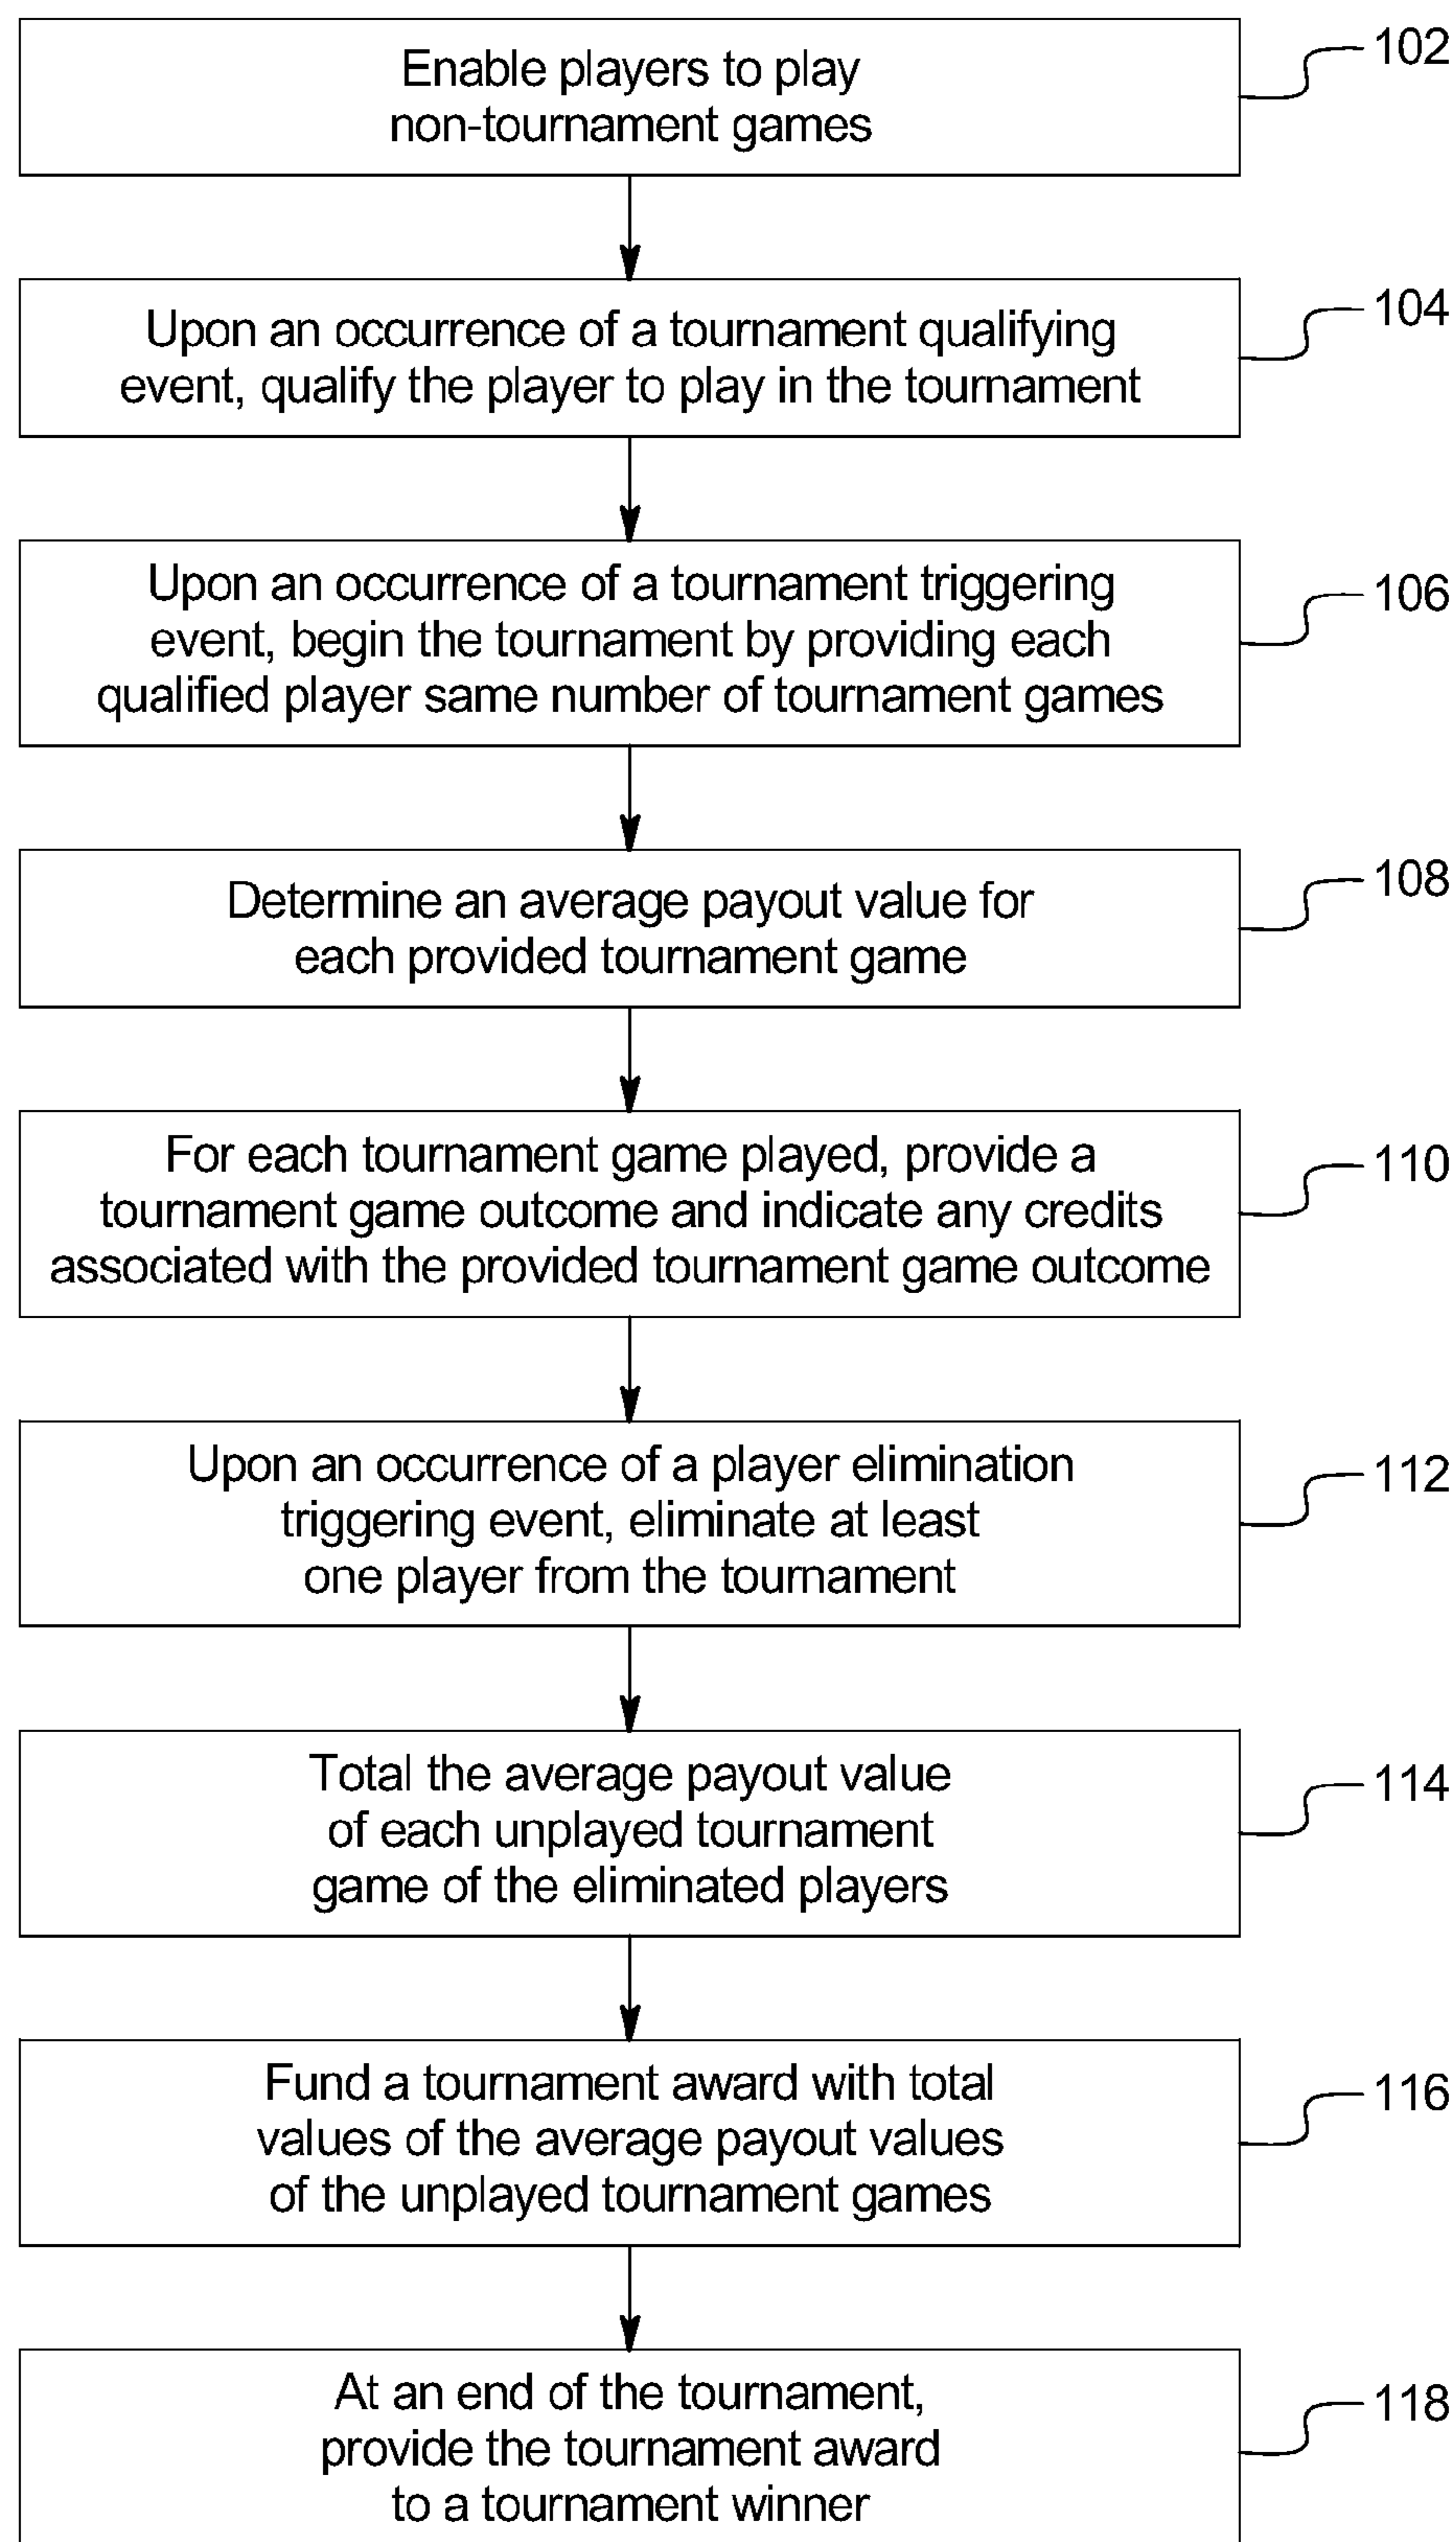 Enable players to play
non-tournament games
102
Upon an occurrence of a tournament qualifying
event, qualify the player to play in the tournament
104
Upon an occurrence of a tournament triggering
event, begin the tournament by providing each
qualified player same number of tournament games
106
Determine an average payout value for
each provided tournament game
108
For each tournament game played, provide a
tournament game outcome and indicate any credits
associated with the provided tournament game outcome
110
Upon an occurrence of a player elimination
triggering event, eliminate at least
one player from the tournament
112
Total the average payout value
of each unplayed tournament
game of the eliminated players
114
Fund a tournament award with total
values of the average payout values
of the unplayed tournament games
116
At an end of the tournament,
provide the tournament award
to a tournament winner
118